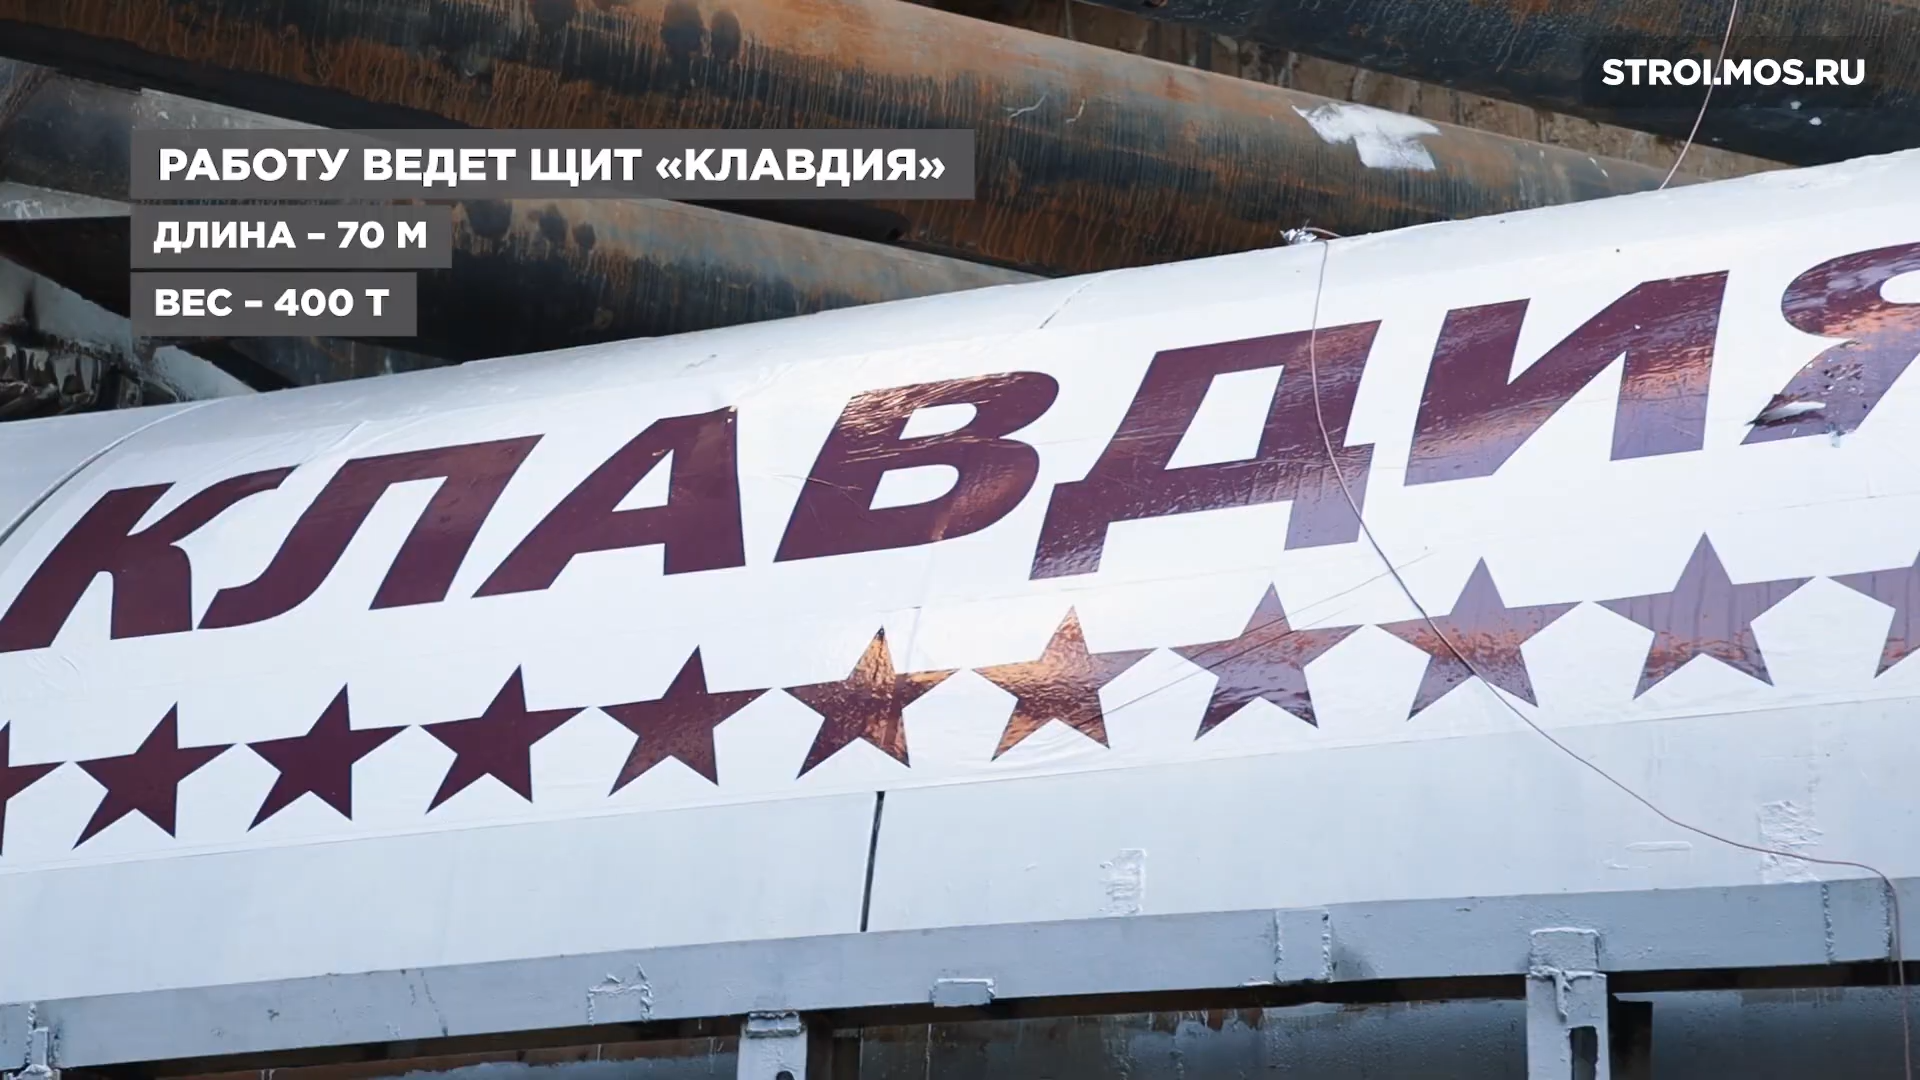 STROI.MOS.RU
РАБОТУ ВЕДЕТ ЩИТ «КЛАВДИЯ»
ДЛИНА – 70 М
ВЕС – 400 Т
КЛАВДИЯ